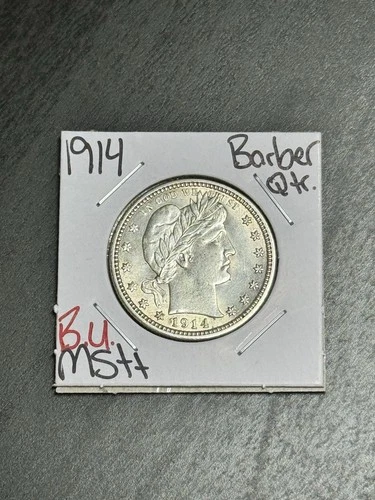 1914
Barber
Qtr.
IN GOD WE TRUST
1914
B.U.
MS++